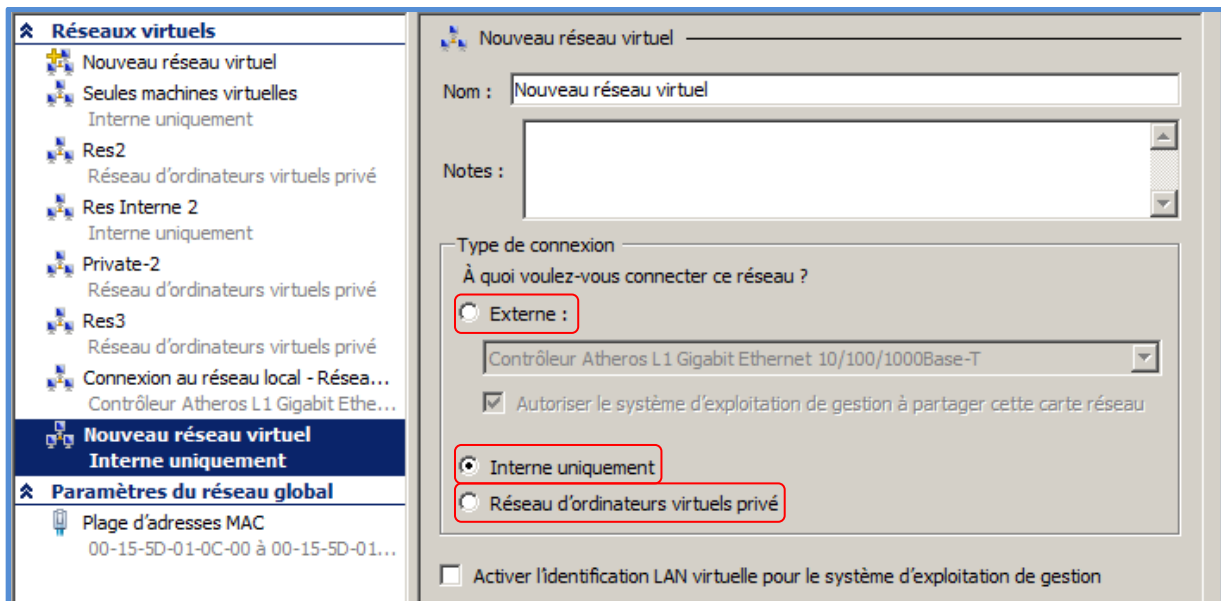 Réseaux virtuels
Nouveau réseau virtuel
Seules machines virtuelles
Interne uniquement
Res2
Réseau d'ordinateurs virtuels privé
Res Interne 2
Interne uniquement
Private-2
Réseau d'ordinateurs virtuels privé
Res3
Réseau d'ordinateurs virtuels privé
Connexion au réseau local - Résea...
Contrôleur Atheros L1 Gigabit Ethe...
Nouveau réseau virtuel
Interne uniquement
Paramètres du réseau global
Plage d'adresses MAC
00-15-5D-01-0C-00 à 00-15-5D-01...
Nouveau réseau virtuel
Nom : Nouveau réseau virtuel
Notes :
Type de connexion
À quoi voulez-vous connecter ce réseau ?
Externe :
Contrôleur Atheros L1 Gigabit Ethernet 10/100/1000Base-T
Autoriser le système d'exploitation de gestion à partager cette carte réseau
Interne uniquement
Réseau d'ordinateurs virtuels privé
Activer l'identification LAN virtuelle pour le système d'exploitation de gestion